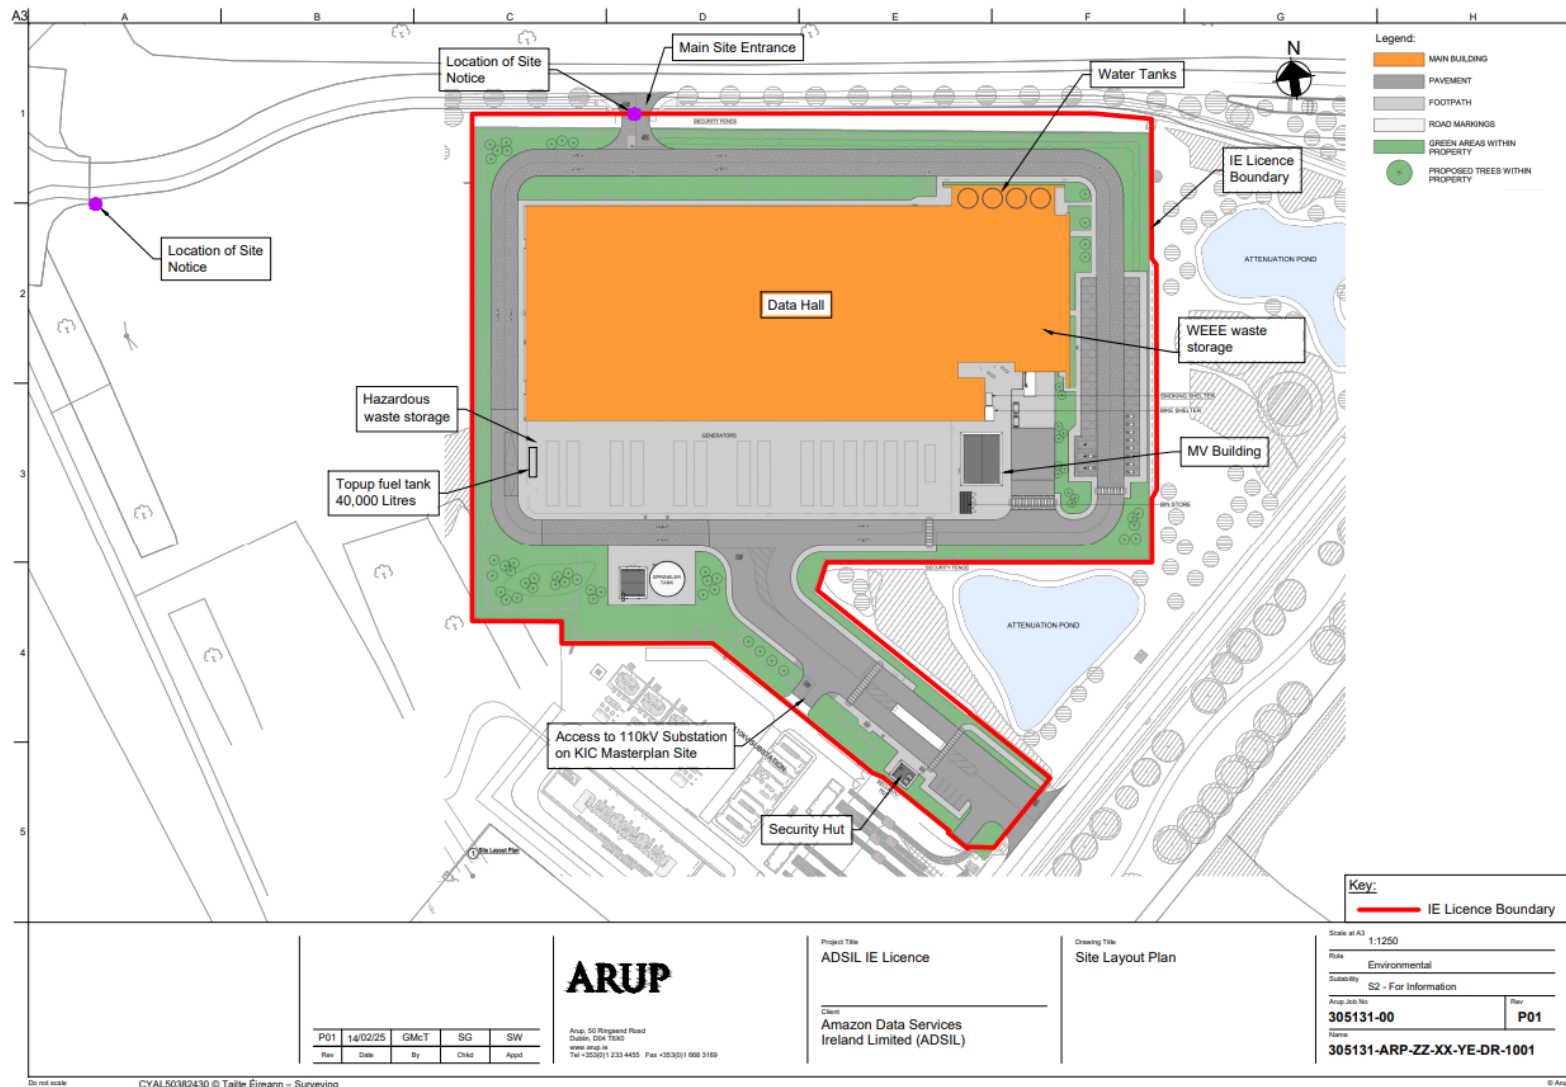 A3
A
B
C
D
E
F
G
H
1
2
3
4
5
Location of Site
Notice
Main Site Entrance
Water Tanks
N
Legend:
MAIN BUILDING
PAVEMENT
FOOTPATH
ROAD MARKINGS
GREEN AREAS WITHIN
PROPERTY
PROPOSED TREES WITHIN
PROPERTY
SECURITY FENCE
IE Licence
Boundary
Location of Site
Notice
ATTENUATION POND
Data Hall
WEEE waste
storage
Hazardous
waste storage
SMOKING SHELTER
BIKE SHELTER
GENERATORS
MV Building
Topup fuel tank
40,000 Litres
BIN STORE
SECURITY FENCE
SPRINKLER
TANK
ATTENUATION POND
Access to 110kV Substation
on KIC Masterplan Site
110kV SUBSTATION
Security Hut
1
Site Layout Plan
Key:
IE Licence Boundary
P01 14/02/25 GMcT SG SW
Rev Date By Chkd Appd
ARUP
Arup, 50 Ringsend Road
Dublin, D04 T6X0
www.arup.ie
Tel +353(0)1 233 4455 Fax +353(0)1 668 3169
Project Title
ADSIL IE Licence
Client
Amazon Data Services
Ireland Limited (ADSIL)
Drawing Title
Site Layout Plan
Scale at A3
1:1250
Role
Environmental
Suitability
S2 - For Information
Arup Job No
305131-00
Rev
P01
Name
305131-ARP-ZZ-XX-YE-DR-1001
Do not scale
CYAL50382430 © Tailte Éireann – Surveying
© Arup